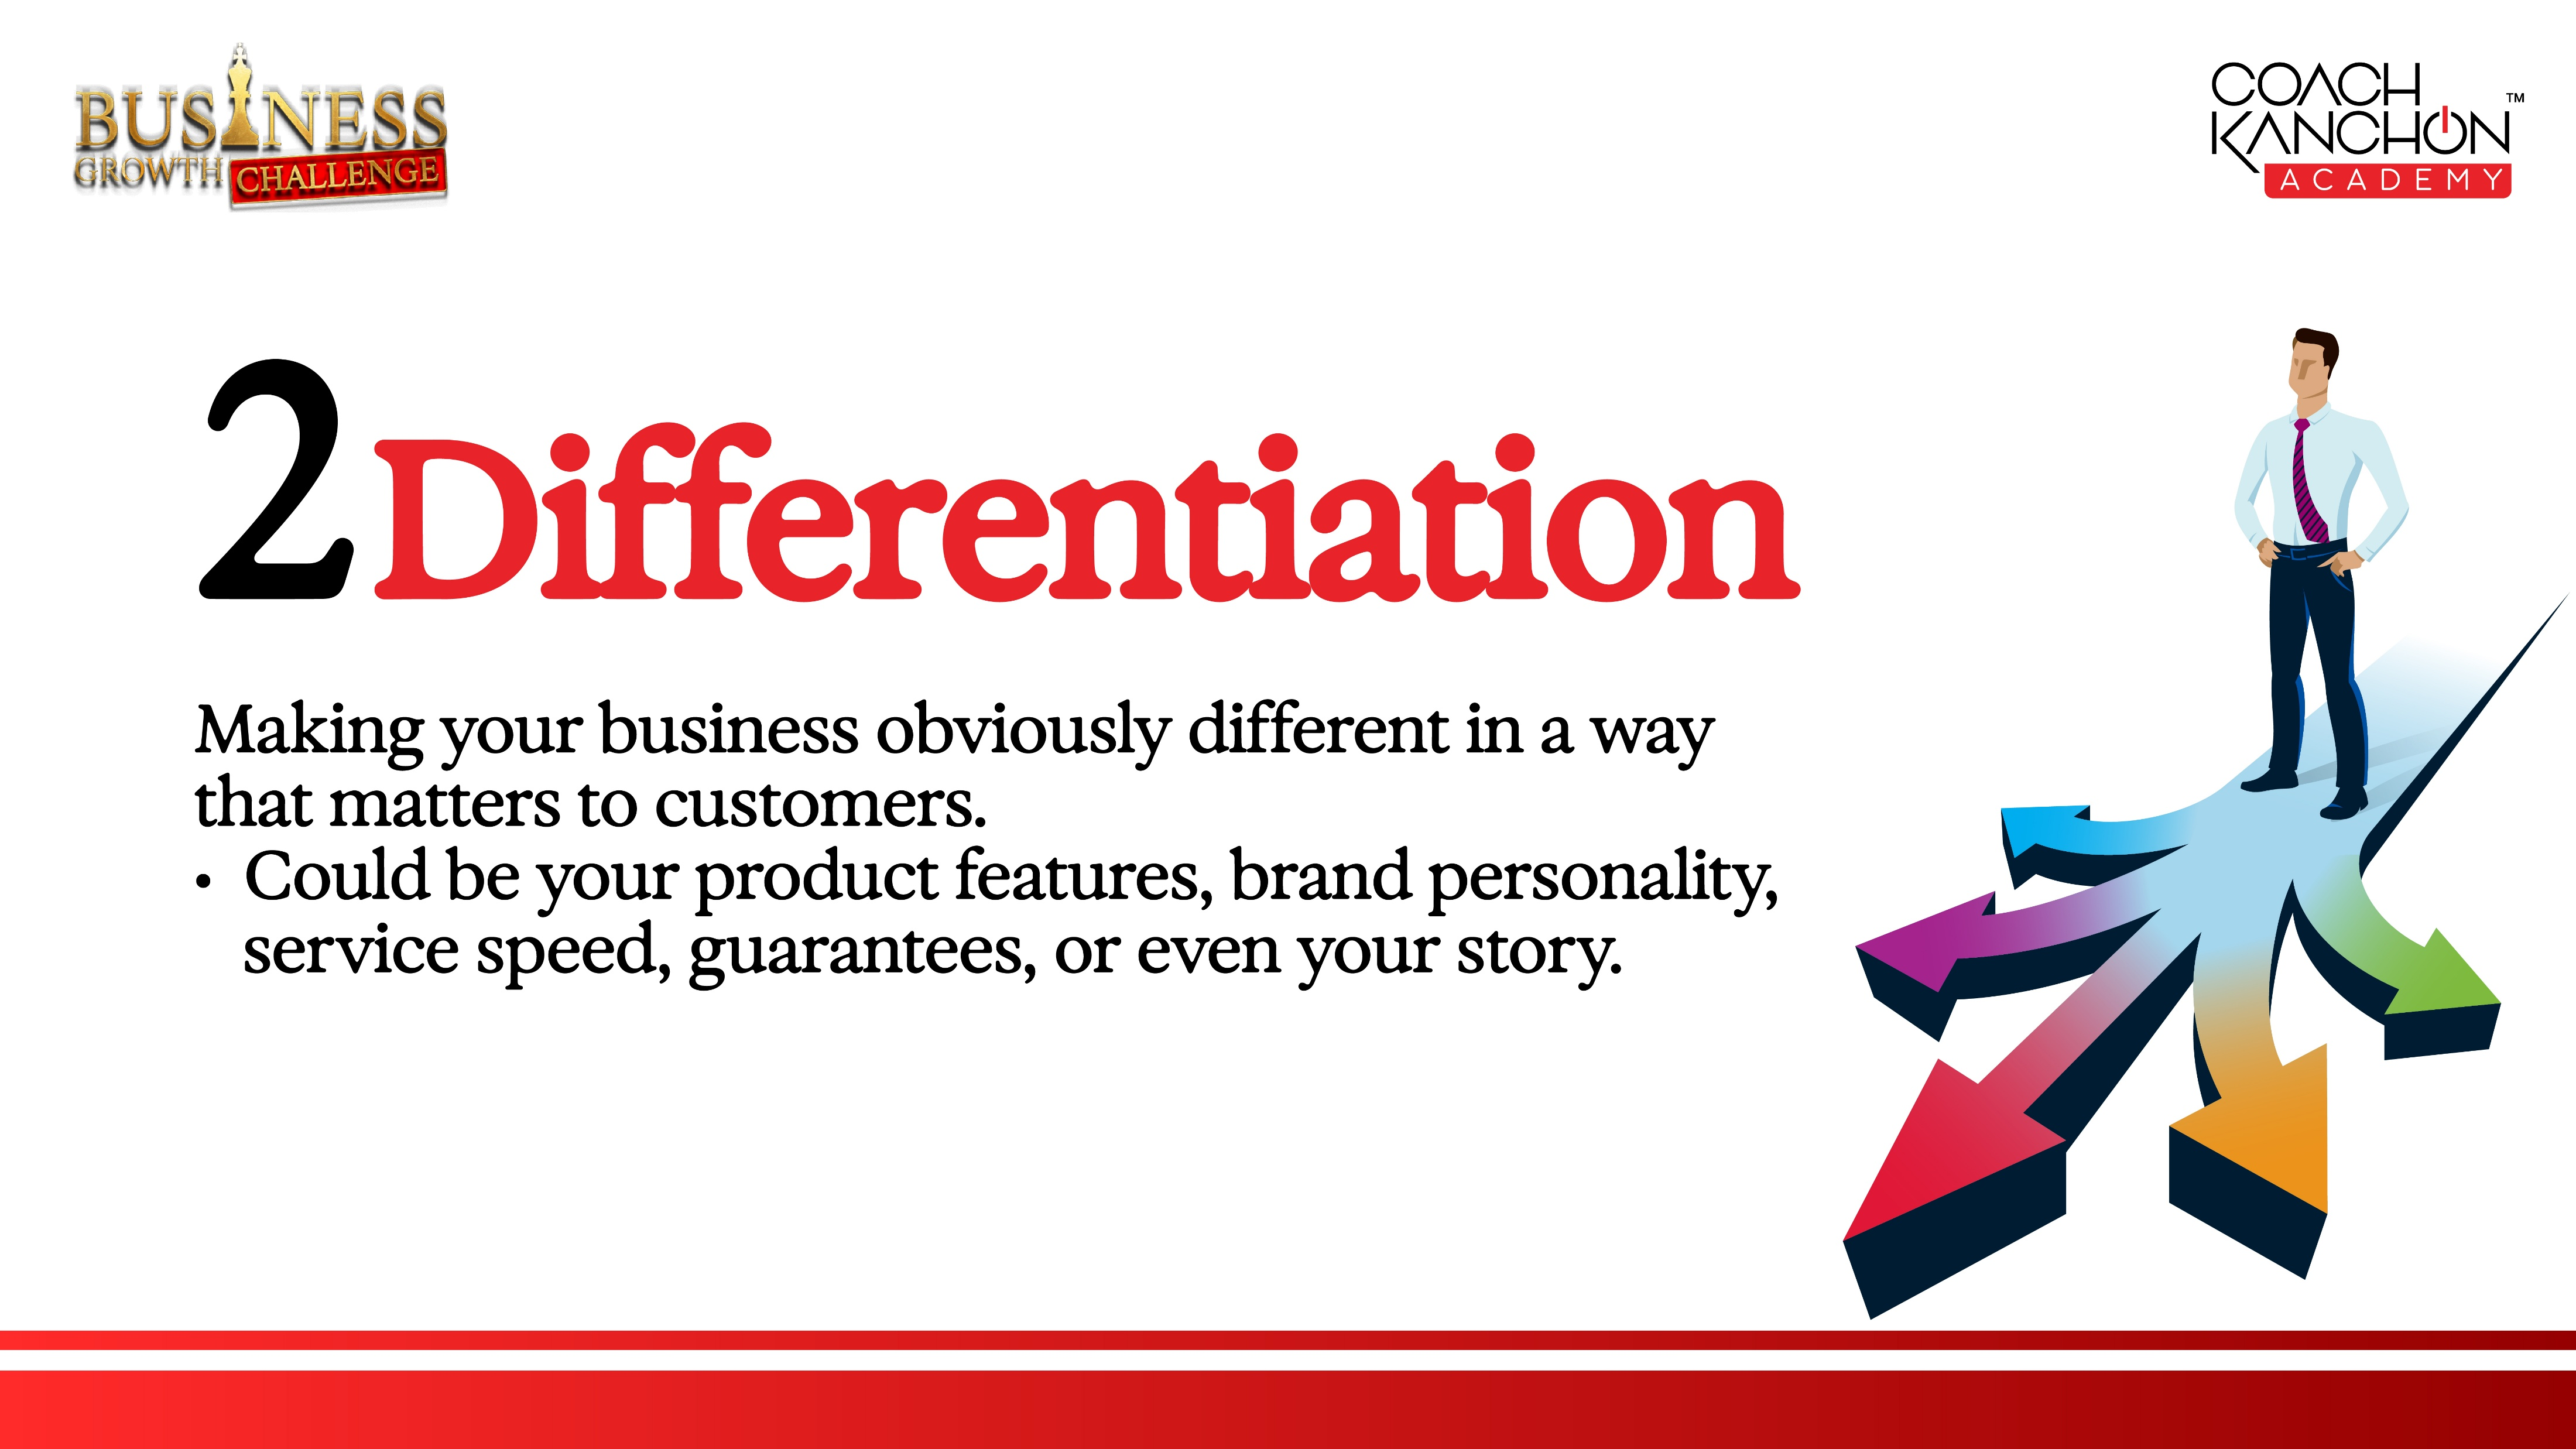 BUSINESS
GROWTH CHALLENGE
COACH
KANCHON
ACADEMY
TM
2 Differentiation
Making your business obviously different in a way
that matters to customers.
• Could be your product features, brand personality,
service speed, guarantees, or even your story.